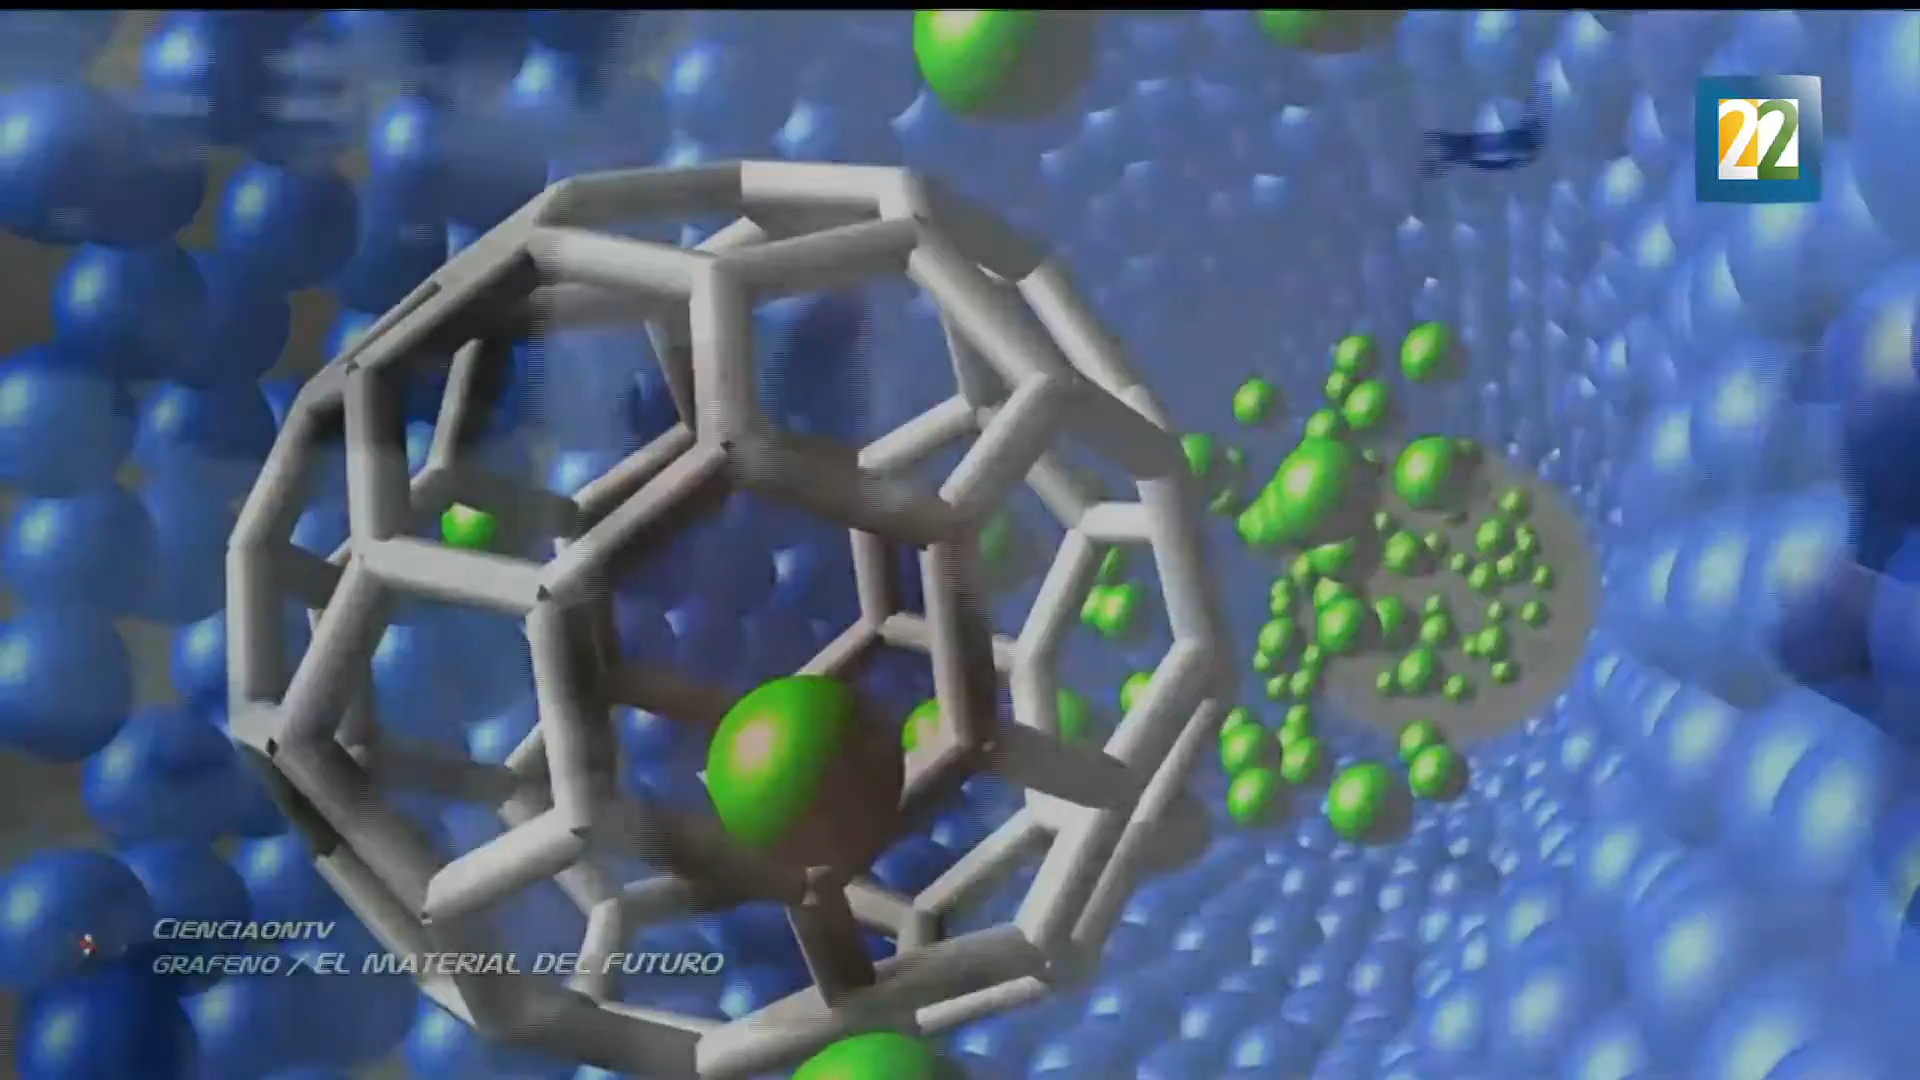 22
CIENCIAONTV
GRAFENO / EL MATERIAL DEL FUTURO